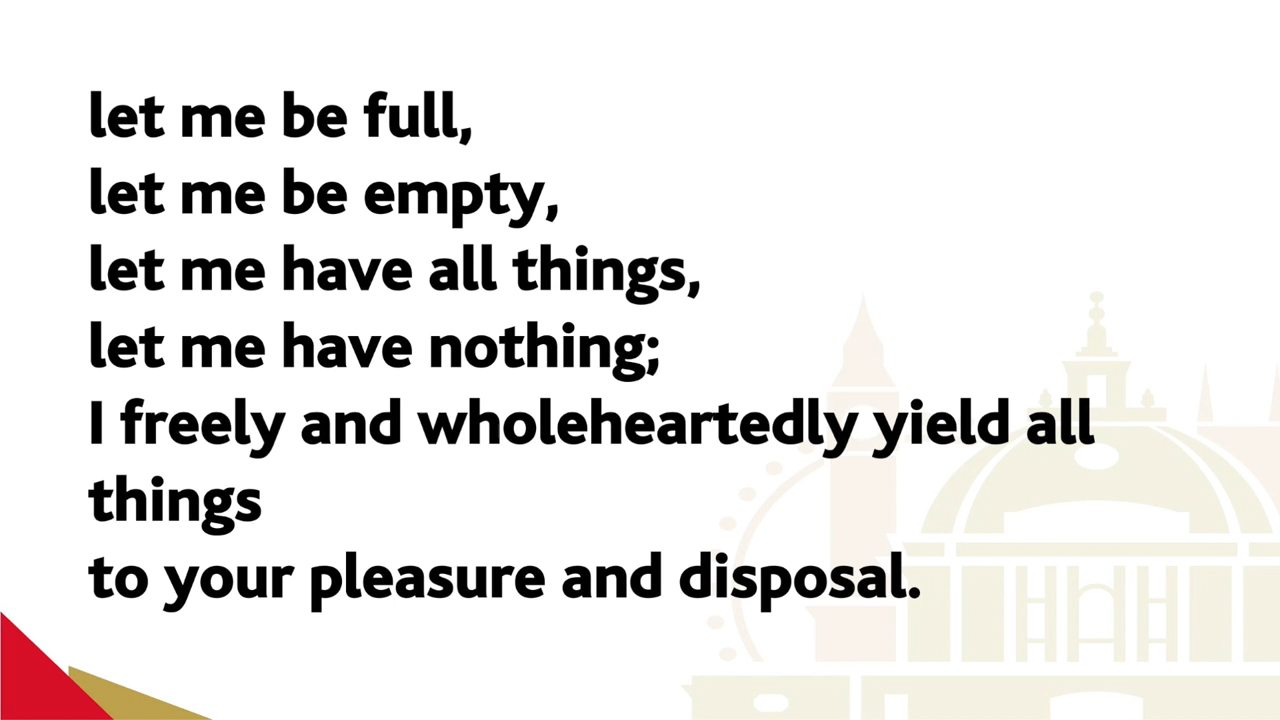 let me be full,
let me be empty,
let me have all things,
let me have nothing;
I freely and wholeheartedly yield all
things
to your pleasure and disposal.